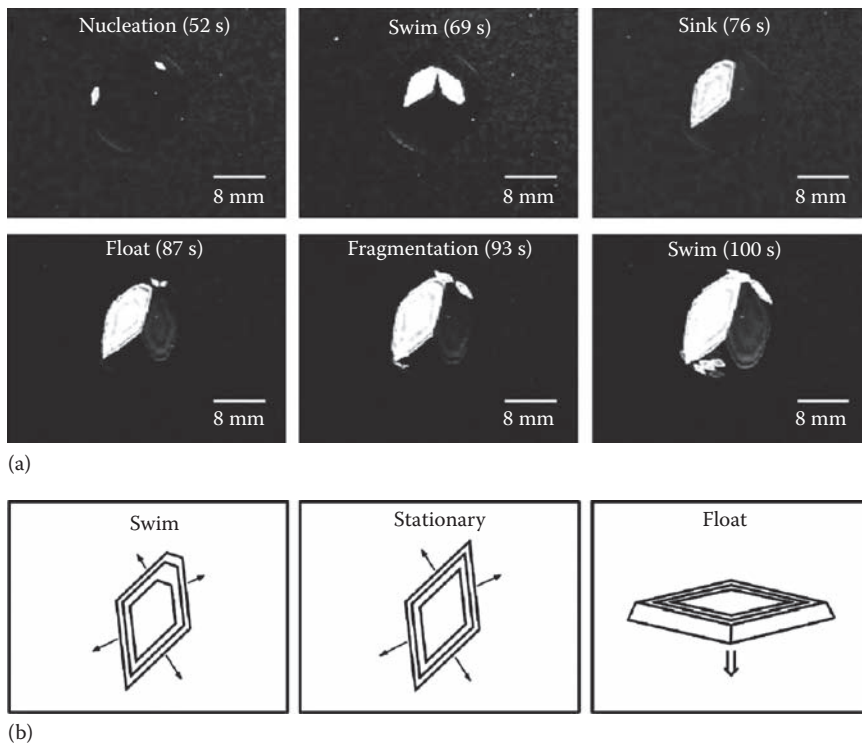 Nucleation (52 s)
Swim (69 s)
Sink (76 s)
8 mm
8 mm
8 mm
Float (87 s)
Fragmentation (93 s)
Swim (100 s)
8 mm
8 mm
8 mm
(a)
Swim
Stationary
Float
(b)